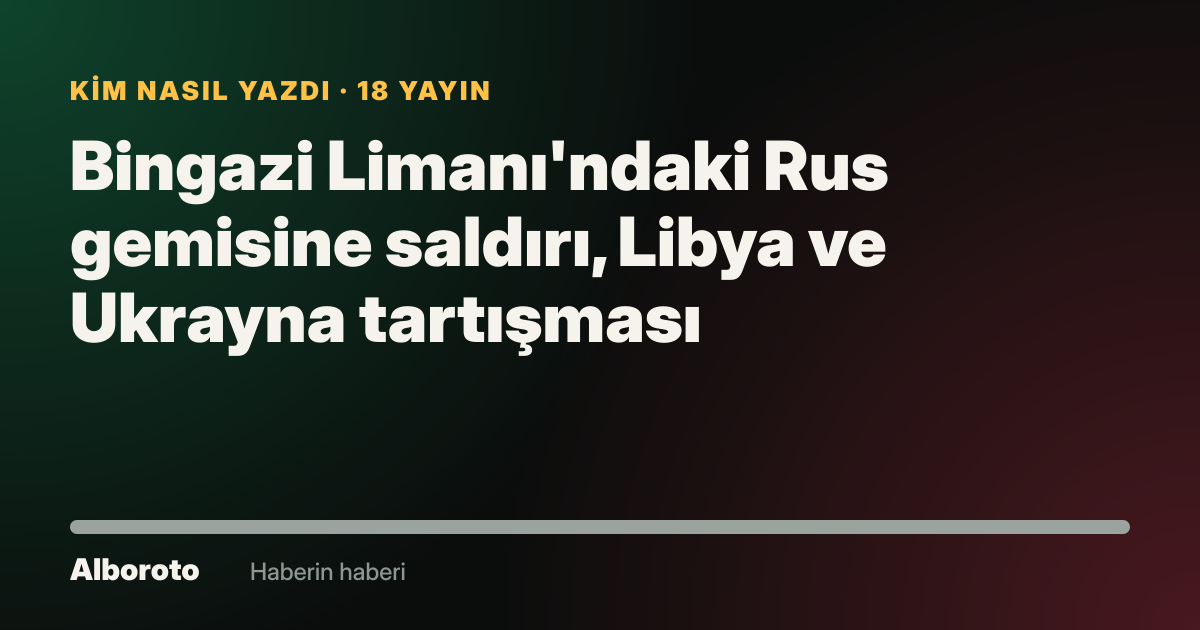 KİM NASIL YAZDI · 18 YAYIN
Bingazi Limanı'ndaki Rus
gemisine saldırı, Libya ve
Ukrayna tartışması
Alboroto Haberin haberi